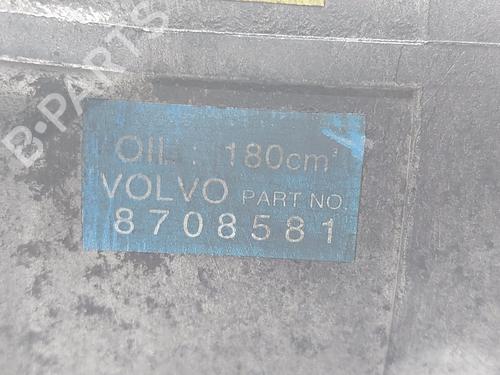 B-PARTS
OIL : 180cm³
VOLVO PART NO.
8708581